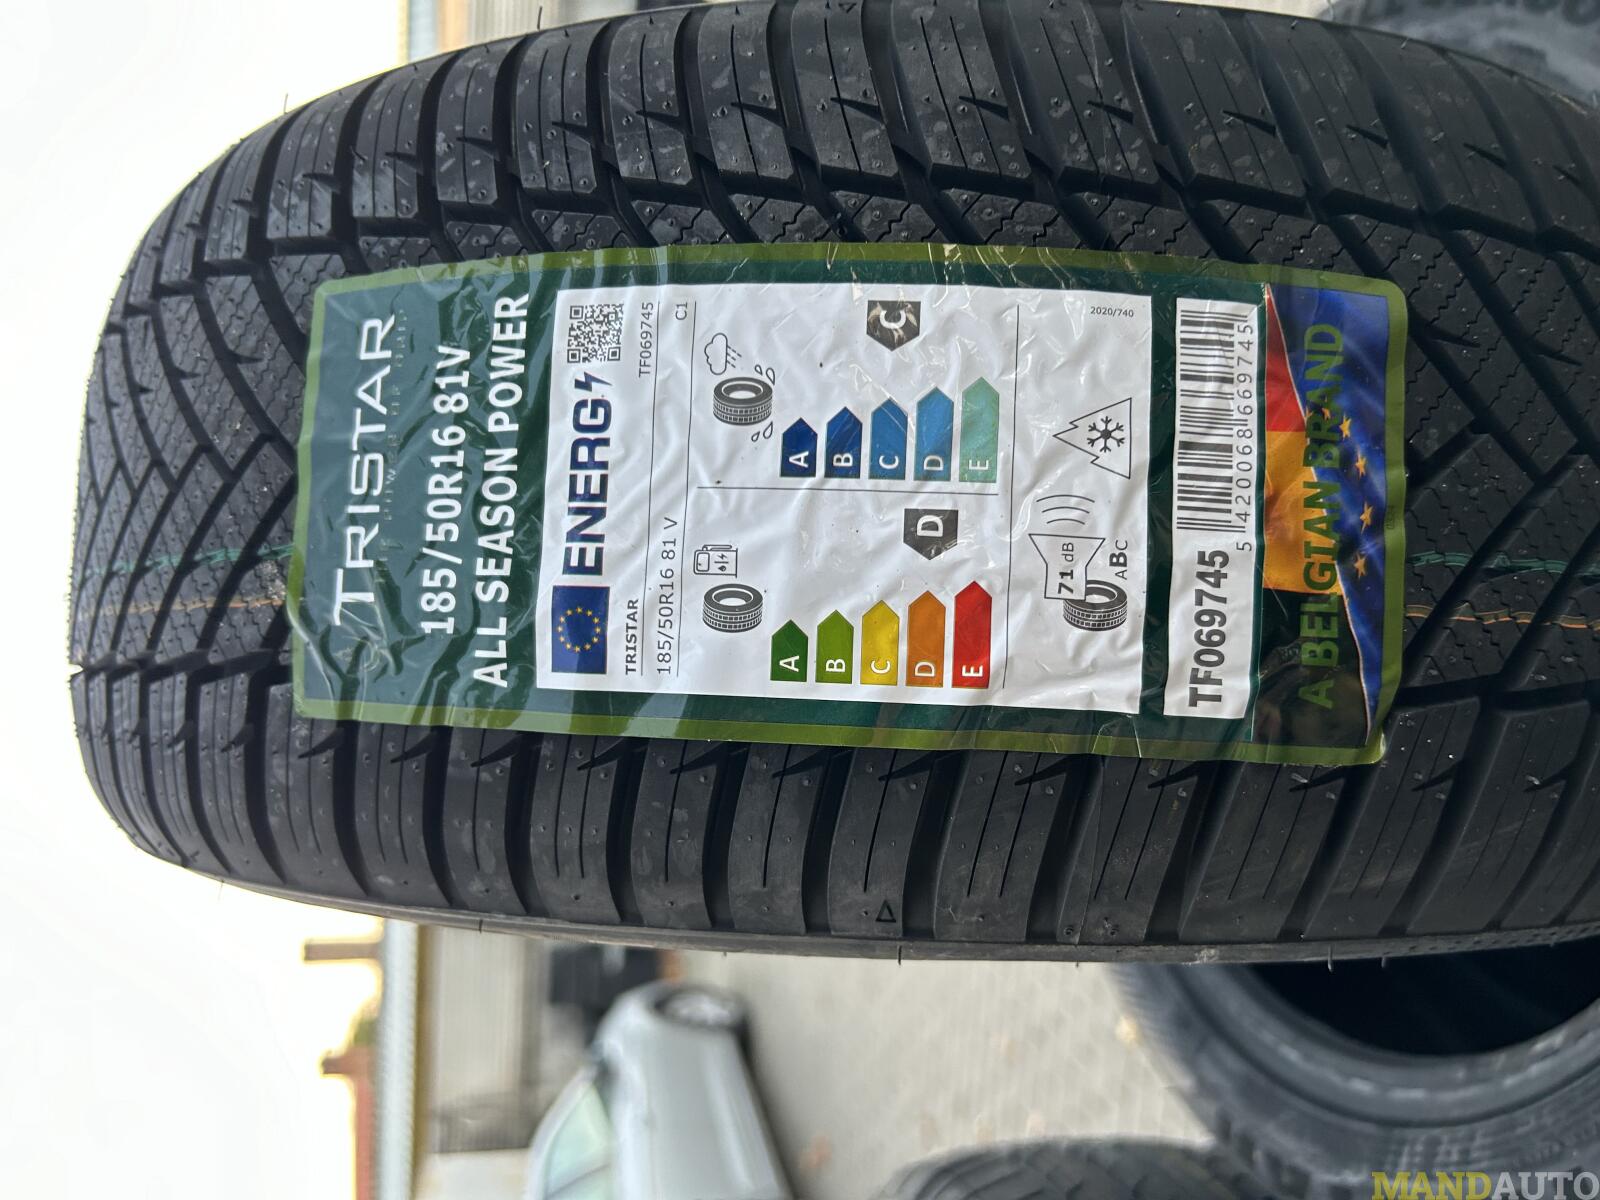 TRISTAR
185/50R16 81V
ALL SEASON POWER
ENERG
TRISTAR
TF069745
185/50R16 81 V
C1
A
B
C
D
E
D
A
B
C
D
E
C
71 dB
ABC
2020/740
TF069745
5 420068 669745
A BELGIAN BRAND
MANDAUTO